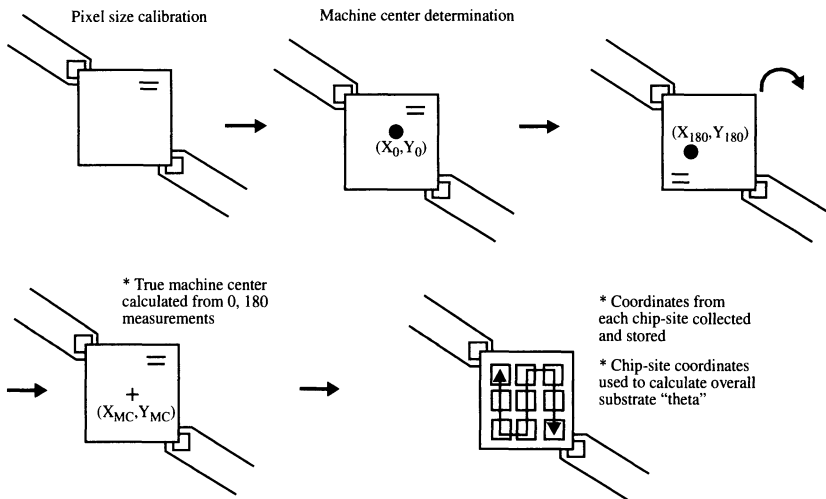 Pixel size calibration
Machine center determination
(X0,Y0)
(X180,Y180)
* True machine center
calculated from 0, 180
measurements
(XMC,YMC)
* Coordinates from
each chip-site collected
and stored
* Chip-site coordinates
used to calculate overall
substrate “theta”